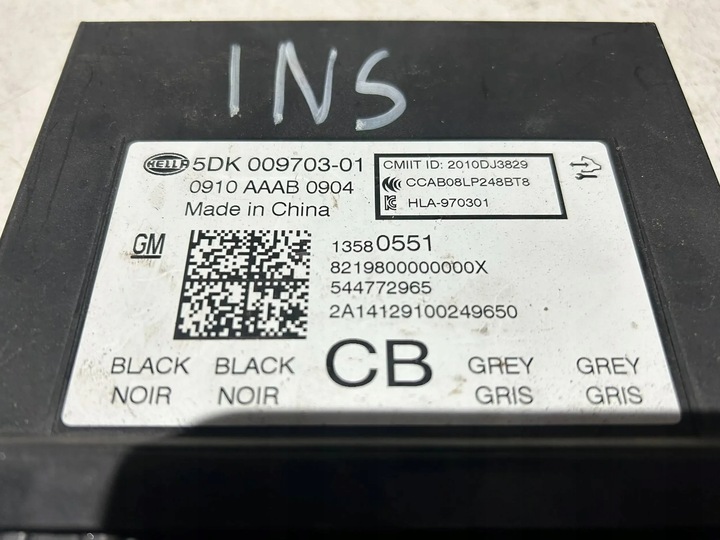 INS
HELLA 5DK 009703-01
0910 AAAB 0904
Made in China
CMIIT ID: 2010DJ3829
CCAB08LP248BT8
HLA-970301
GM
13580551
8219800000000X
544772965
2A14129100249650
BLACK BLACK CB GREY GREY
NOIR NOIR GRIS GRIS